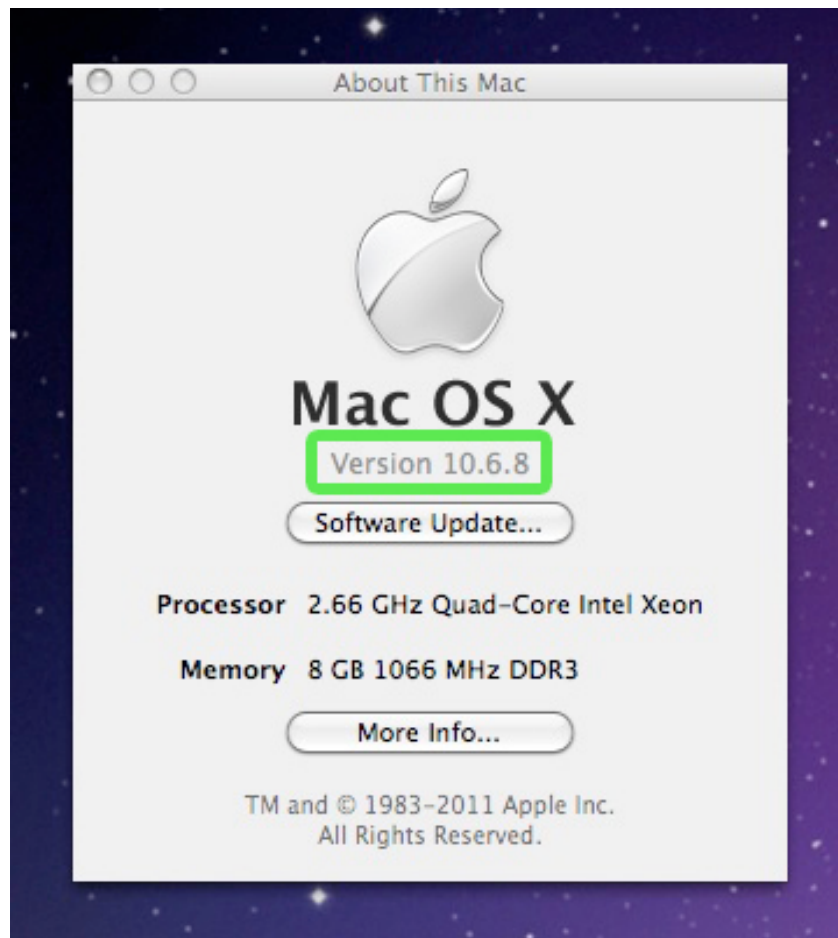 About This Mac
Mac OS X
Version 10.6.8
Software Update...
Processor 2.66 GHz Quad-Core Intel Xeon
Memory 8 GB 1066 MHz DDR3
More Info...
TM and © 1983-2011 Apple Inc.
All Rights Reserved.